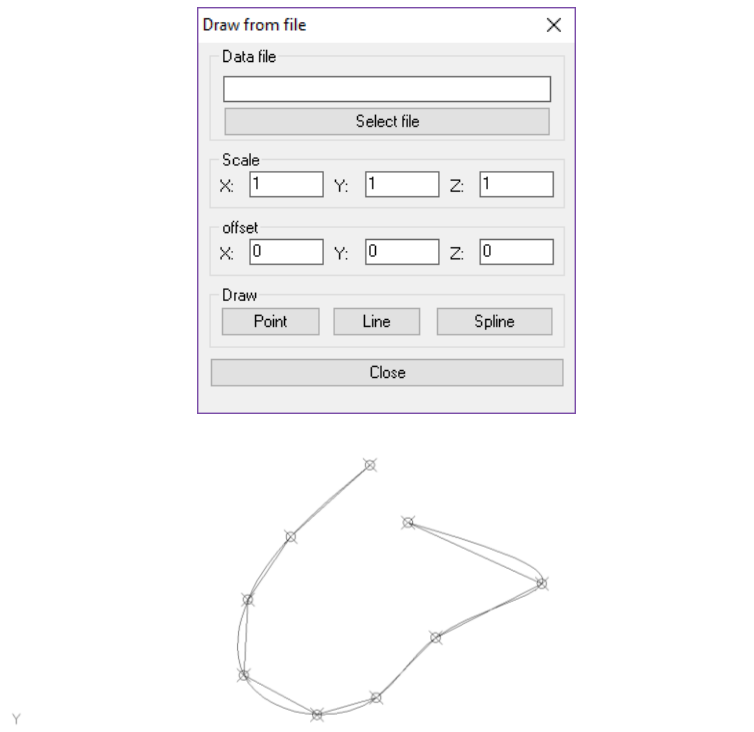 Draw from file
Data file
Select file
Scale
X: 1 Y: 1 Z: 1
offset
X: 0 Y: 0 Z: 0
Draw
Point Line Spline
Close
Y